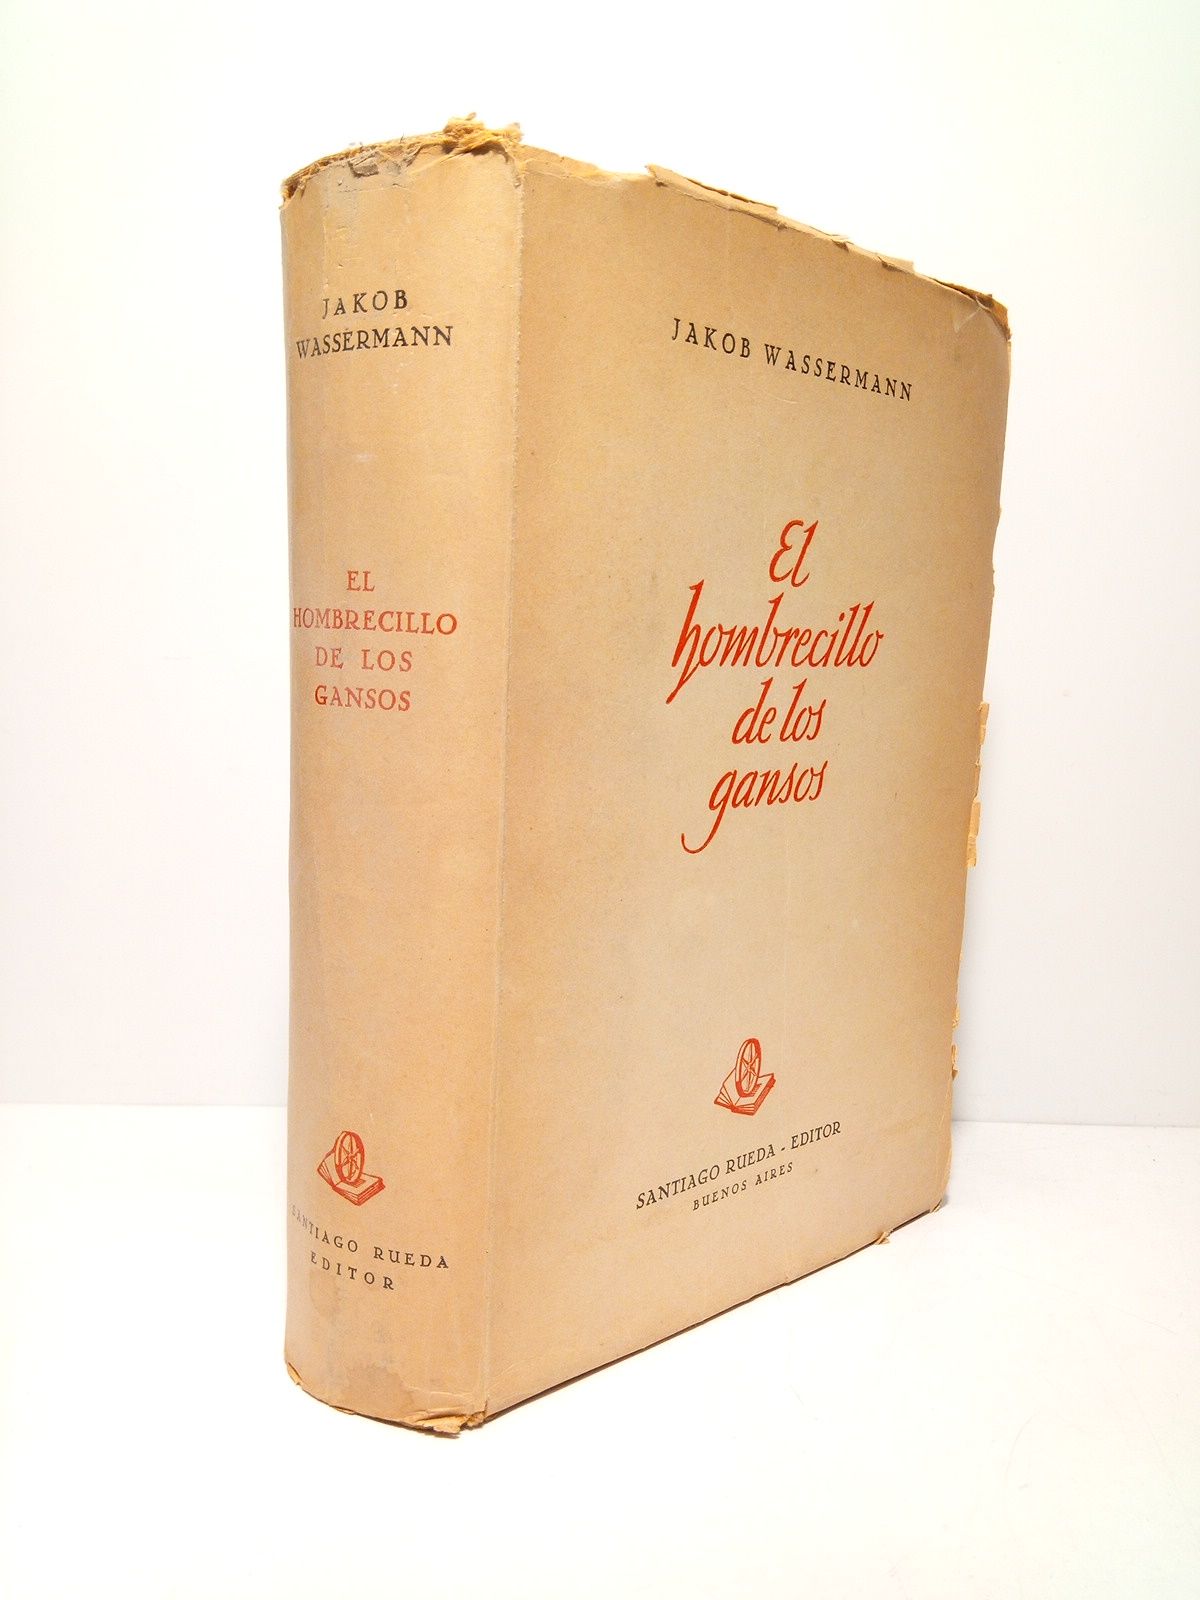 JAKOB
WASSERMANN
EL
HOMBRECILLO
DE LOS
GANSOS
SANTIAGO RUEDA
EDITOR
JAKOB WASSERMANN
El
hombrecillo
de los
gansos
SANTIAGO RUEDA - EDITOR
BUENOS AIRES